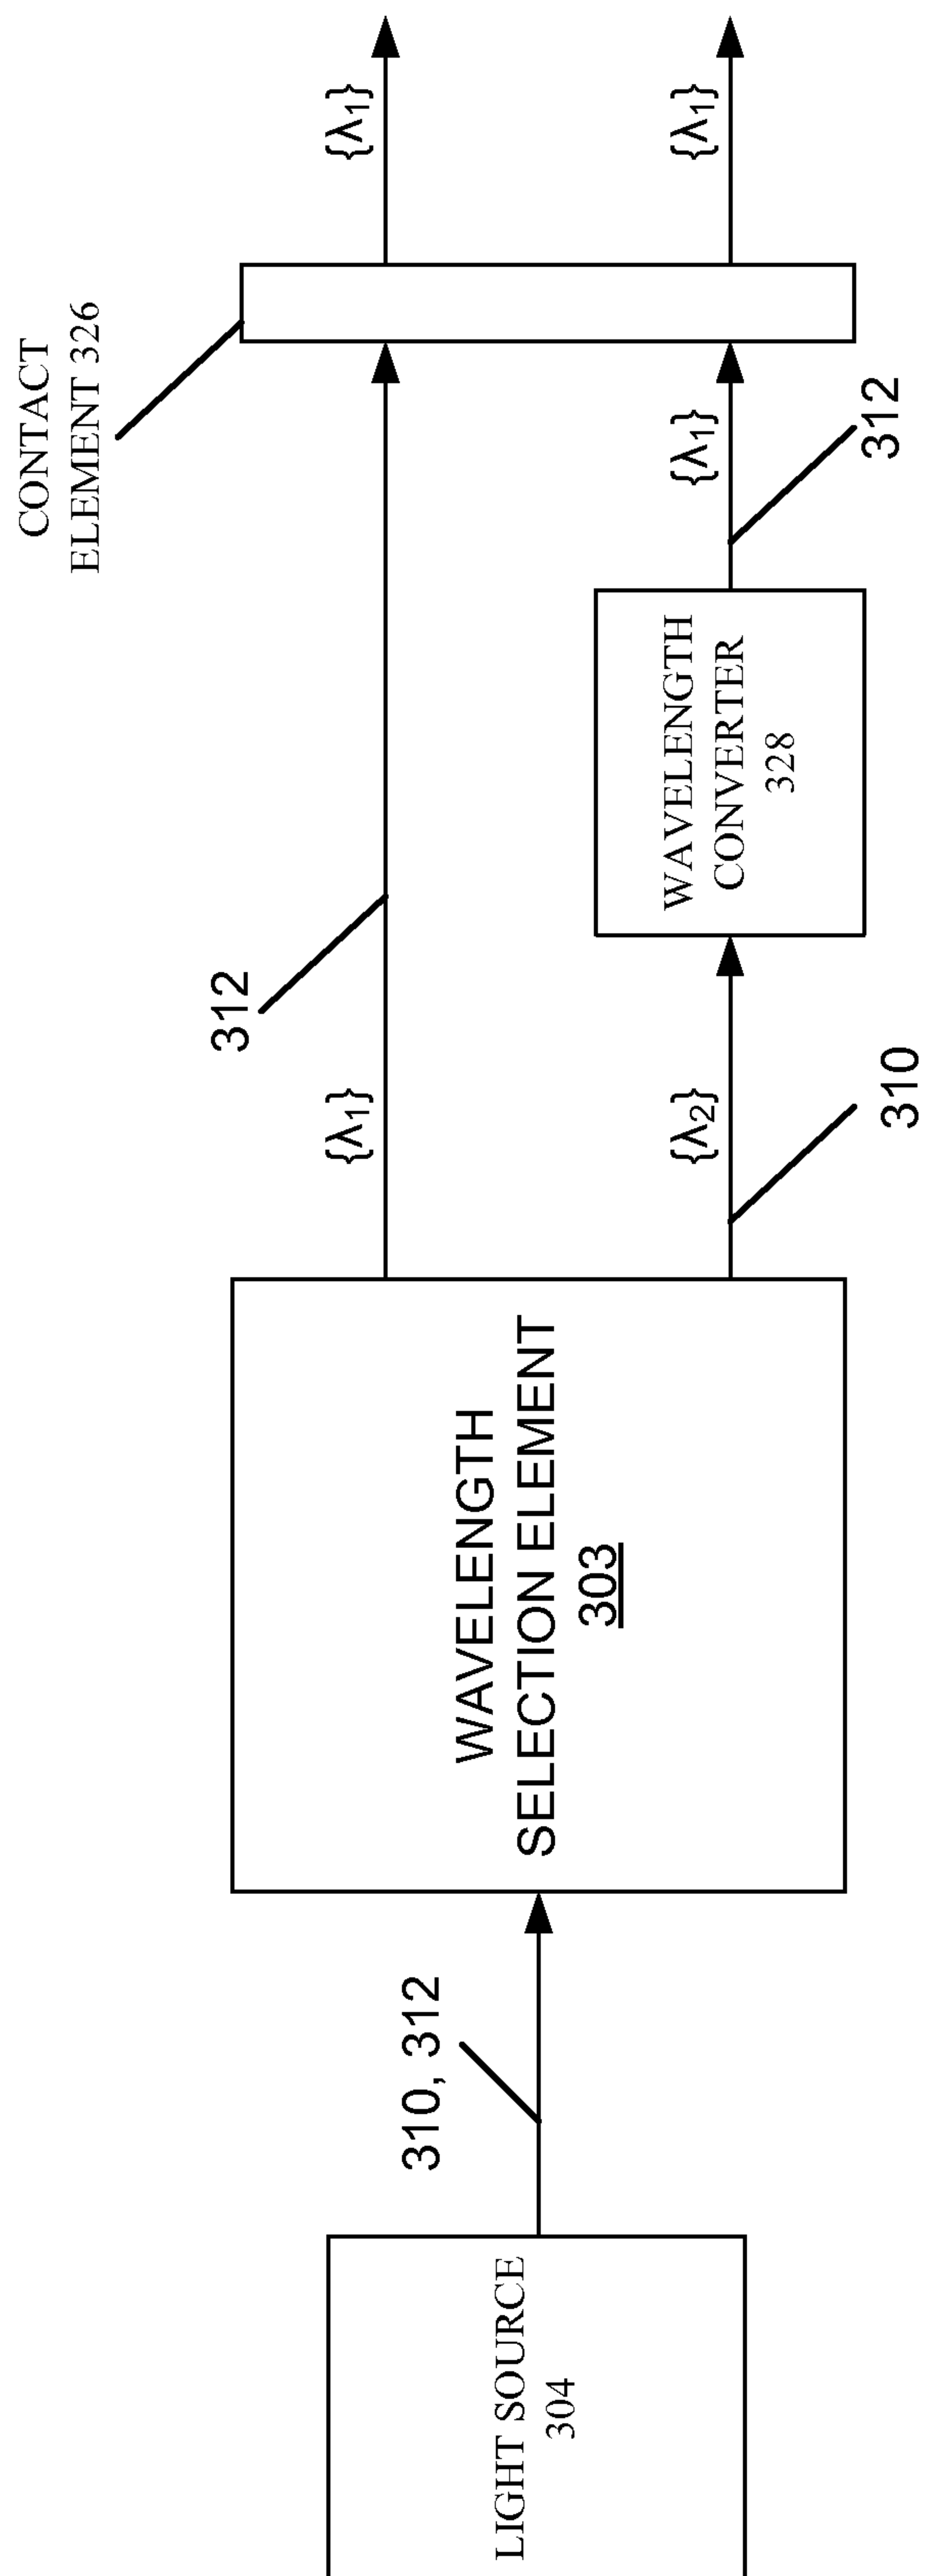 LIGHT SOURCE
304
310, 312
WAVELENGTH
SELECTION ELEMENT
303
{λ₁}
312
{λ₂}
310
WAVELENGTH
CONVERTER
328
{λ₁}
312
CONTACT
ELEMENT 326
{λ₁}
{λ₁}